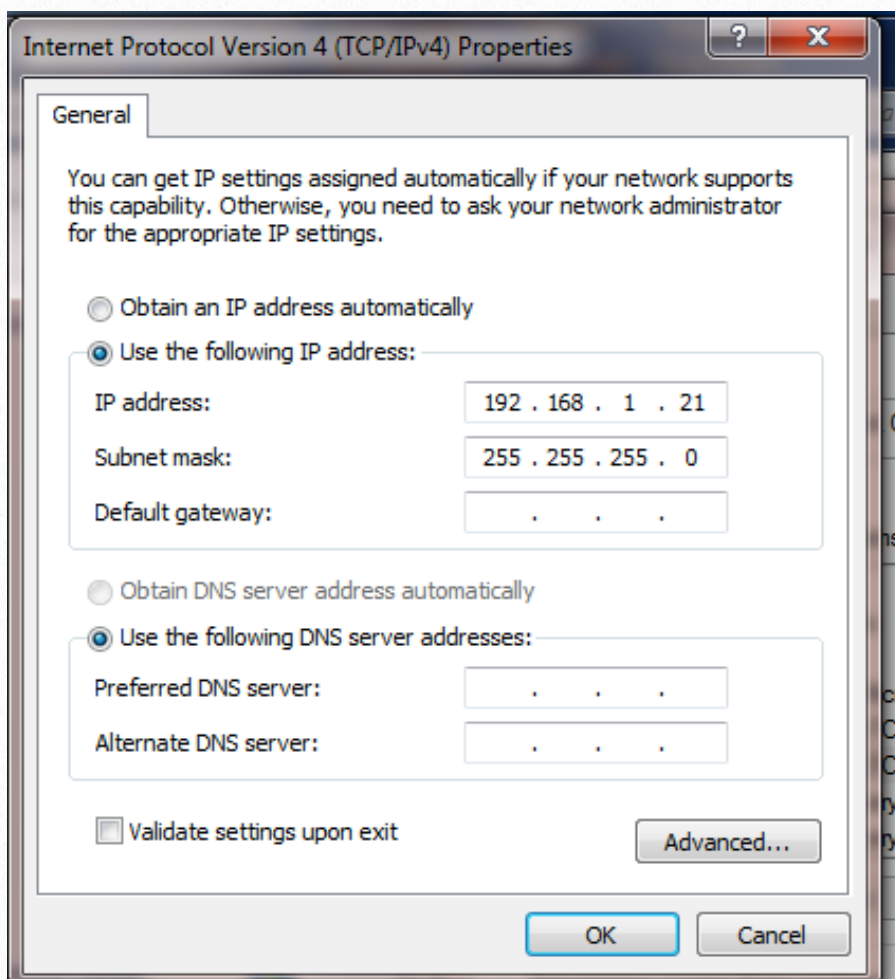 Internet Protocol Version 4 (TCP/IPv4) Properties
?
General
You can get IP settings assigned automatically if your network supports
this capability. Otherwise, you need to ask your network administrator
for the appropriate IP settings.
Obtain an IP address automatically
Use the following IP address:
IP address: 192 . 168 . 1 . 21
Subnet mask: 255 . 255 . 255 . 0
Default gateway: . . .
Obtain DNS server address automatically
Use the following DNS server addresses:
Preferred DNS server: . . .
Alternate DNS server: . . .
Validate settings upon exit
Advanced...
OK Cancel